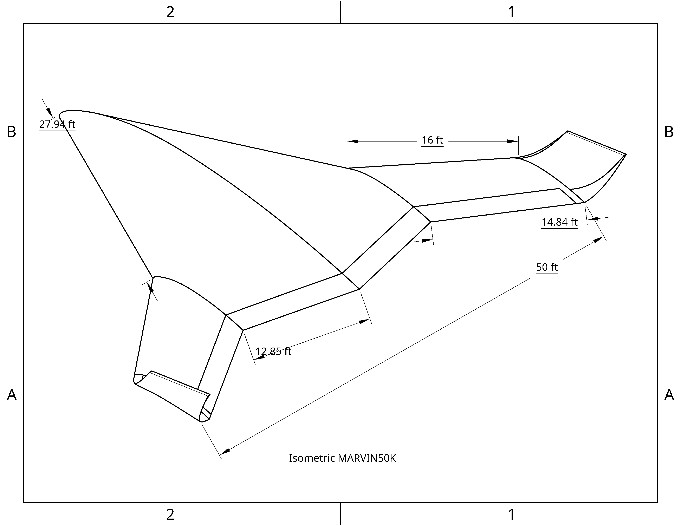 2 1
B B
27.94 ft
16 ft
14.84 ft
50 ft
12.85 ft
A A
Isometric MARVIN50K
2 1